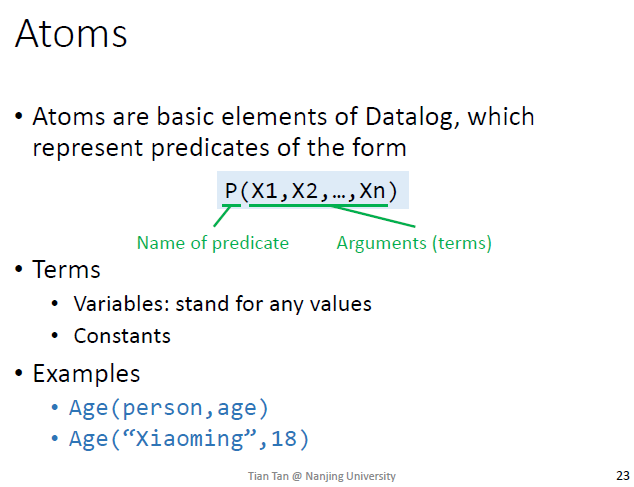 Atoms
• Atoms are basic elements of Datalog, which
represent predicates of the form
P(X1,X2,…,Xn)
Name of predicate
Arguments (terms)
• Terms
• Variables: stand for any values
• Constants
• Examples
• Age(person,age)
• Age(“Xiaoming”,18)
Tian Tan @ Nanjing University
23